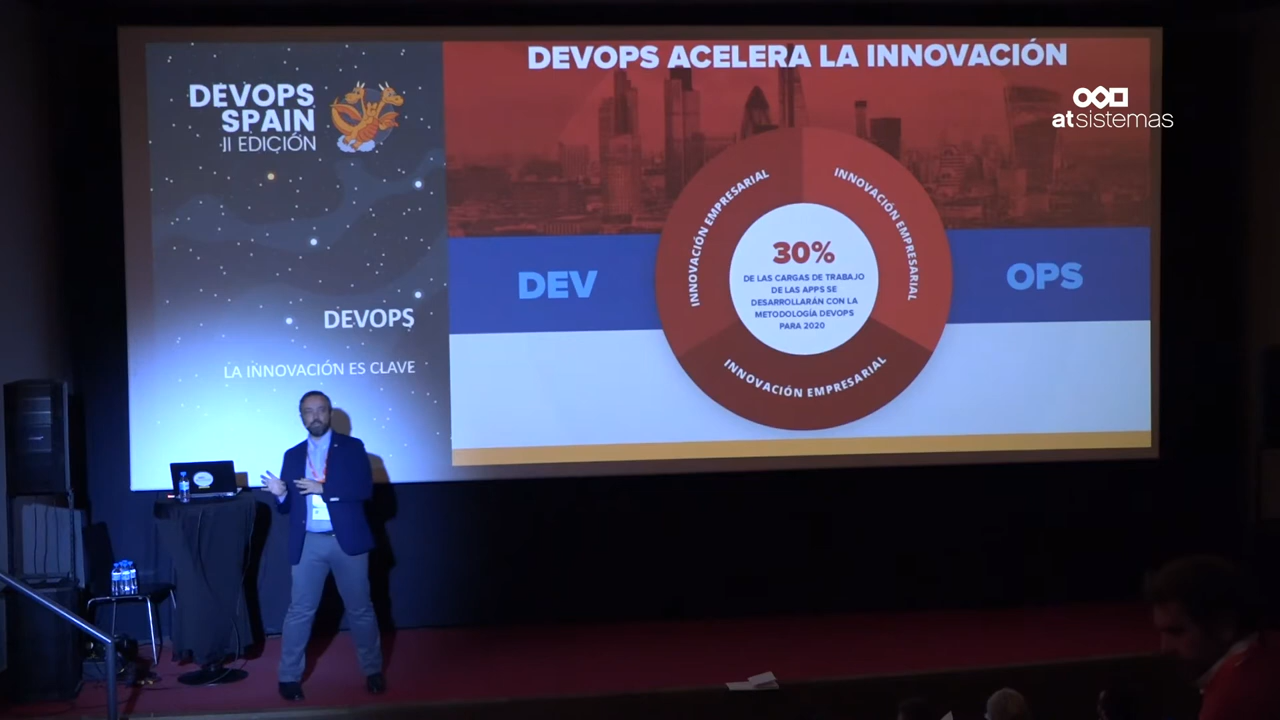 DEVOPS
SPAIN
II EDICIÓN
DEVOPS
LA INNOVACIÓN ES CLAVE
DEVOPS ACELERA LA INNOVACIÓN
atsistemas
INNOVACIÓN EMPRESARIAL
INNOVACIÓN EMPRESARIAL
DEV
30%
DE LAS CARGAS DE TRABAJO
DE LAS APPS SE
DESARROLLARÁN CON LA
METODOLOGÍA DEVOPS
PARA 2020
OPS
INNOVACIÓN EMPRESARIAL